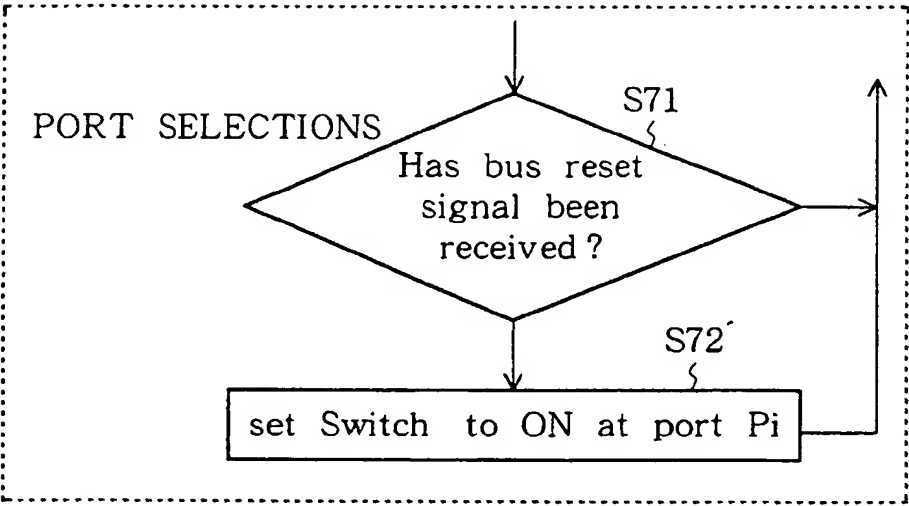 PORT SELECTIONS
S71
Has bus reset
signal been
received?
S72
set Switch to ON at port Pi